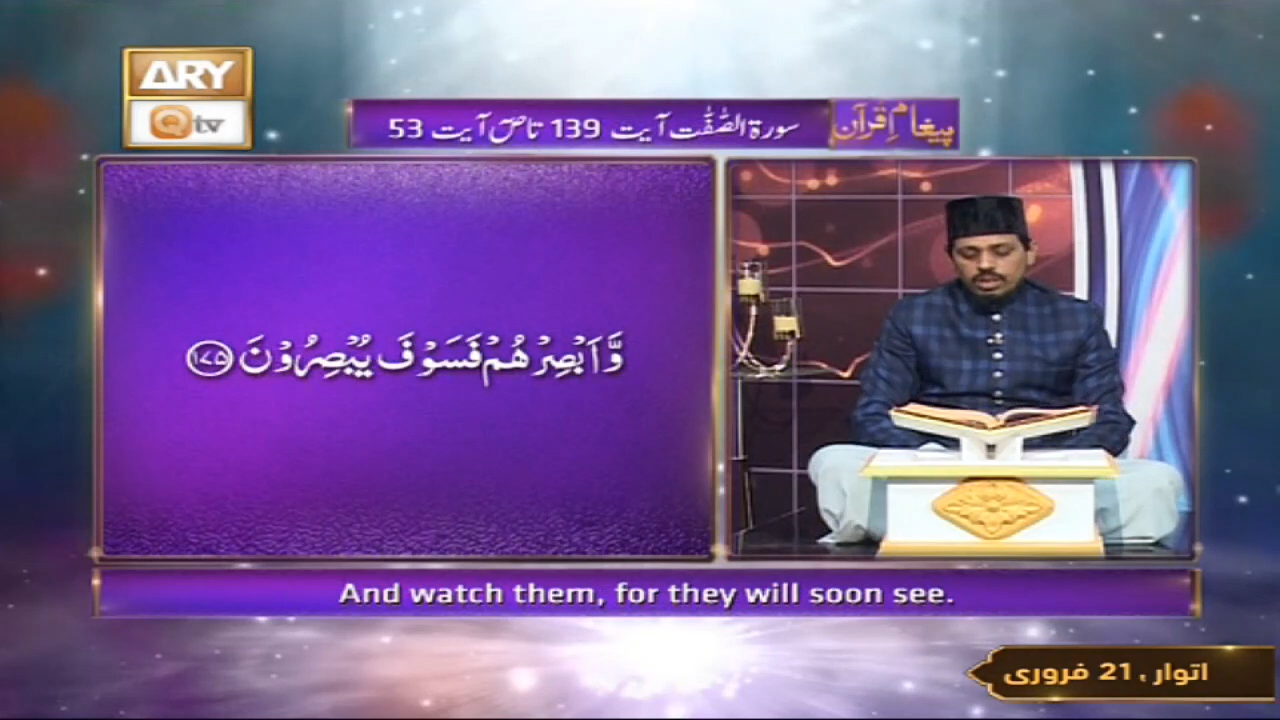 ARY
Qtv
پیغامِ قرآن
سورۃ الصّٰفّٰت آیت 139 تا صٓ آیت 53
وَّاَبْصِرْهُمْ فَسَوْفَ يُبْصِرُوْنَ ﴿۱۷۵﴾
And watch them, for they will soon see.
اتوار، 21 فروری